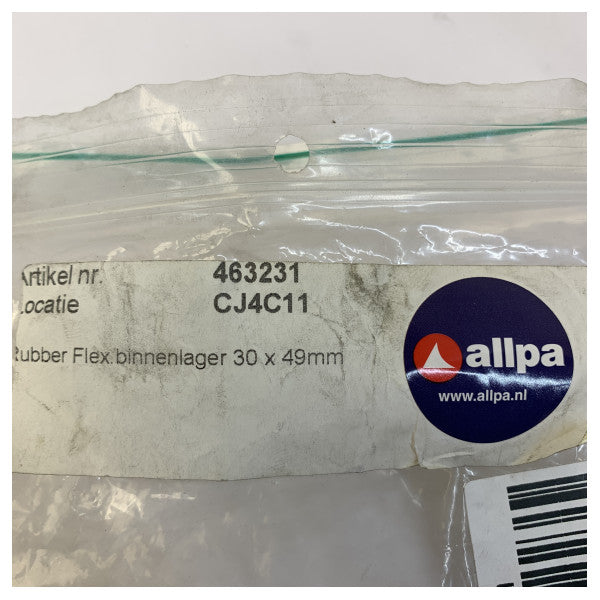 Artikel nr. 463231
Locatie CJ4C11
Rubber Flex.binnenlager 30 x 49mm
allpa
www.allpa.nl